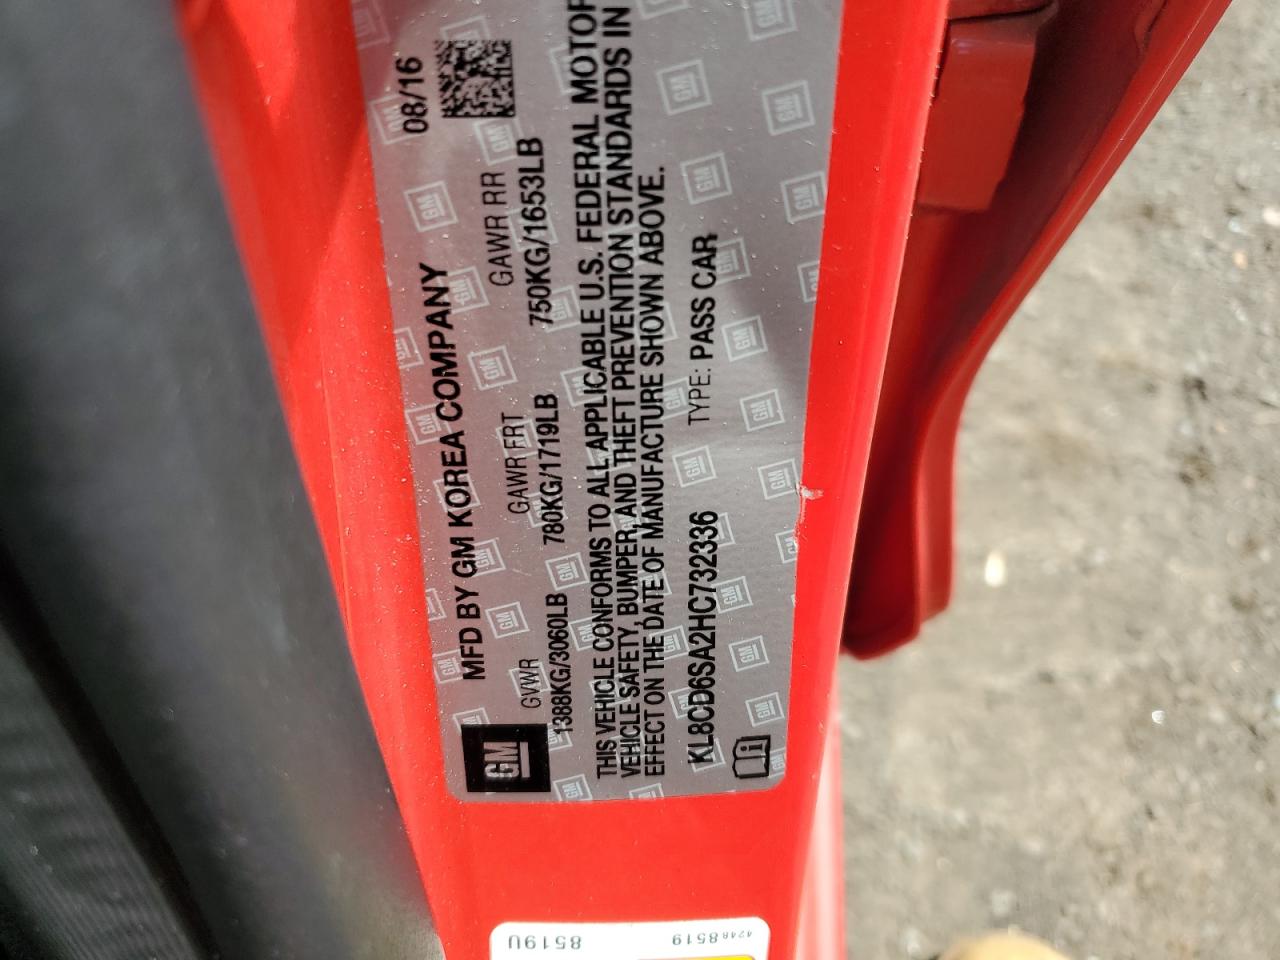 MFD BY GM KOREA COMPANY 08/16
GM
GVWR GAWR FRT GAWR RR
1388KG/3060LB 780KG/1719LB 750KG/1653LB
THIS VEHICLE CONFORMS TO ALL APPLICABLE U.S. FEDERAL MOTOR
VEHICLE SAFETY, BUMPER, AND THEFT PREVENTION STANDARDS IN
EFFECT ON THE DATE OF MANUFACTURE SHOWN ABOVE.
KL8CD6SA2HC732336 TYPE: PASS CAR
8519U
42488519